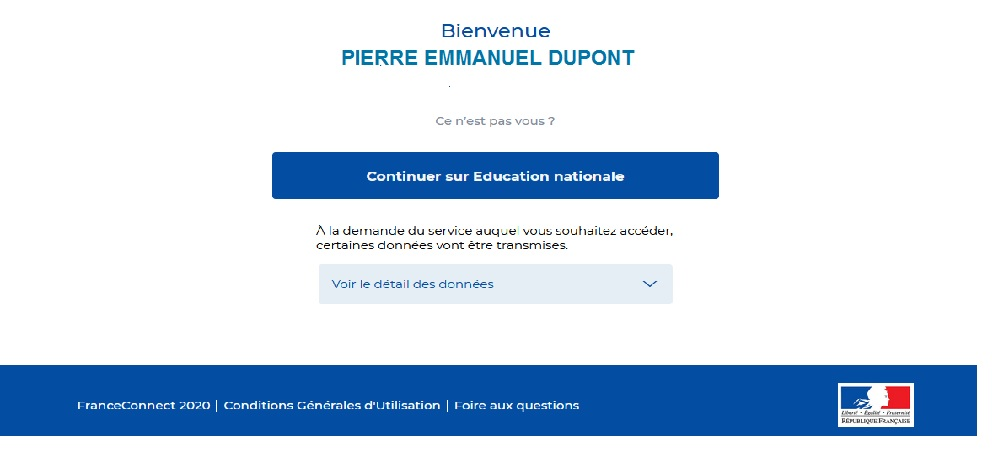 Bienvenue
PIERRE EMMANUEL DUPONT
Ce n'est pas vous ?
Continuer sur Education nationale
À la demande du service auquel vous souhaitez accéder,
certaines données vont être transmises.
Voir le détail des données
FranceConnect 2020 | Conditions Générales d'Utilisation | Foire aux questions
Liberté • Égalité • Fraternité
RÉPUBLIQUE FRANÇAISE